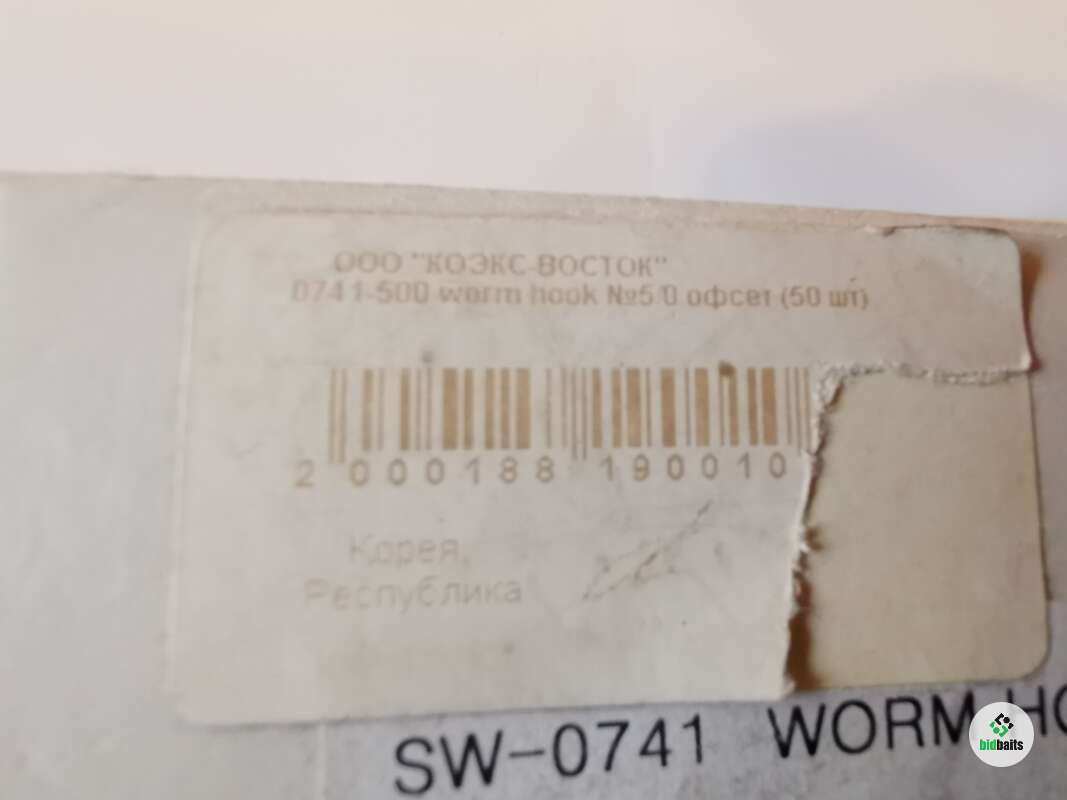 ООО "КОЭКС-ВОСТОК"
0741-500 worm hook №5/0 офсет (50 шт)
2 000188 190010
Корея,
Республика
SW-0741 WORM HO
bidbaits